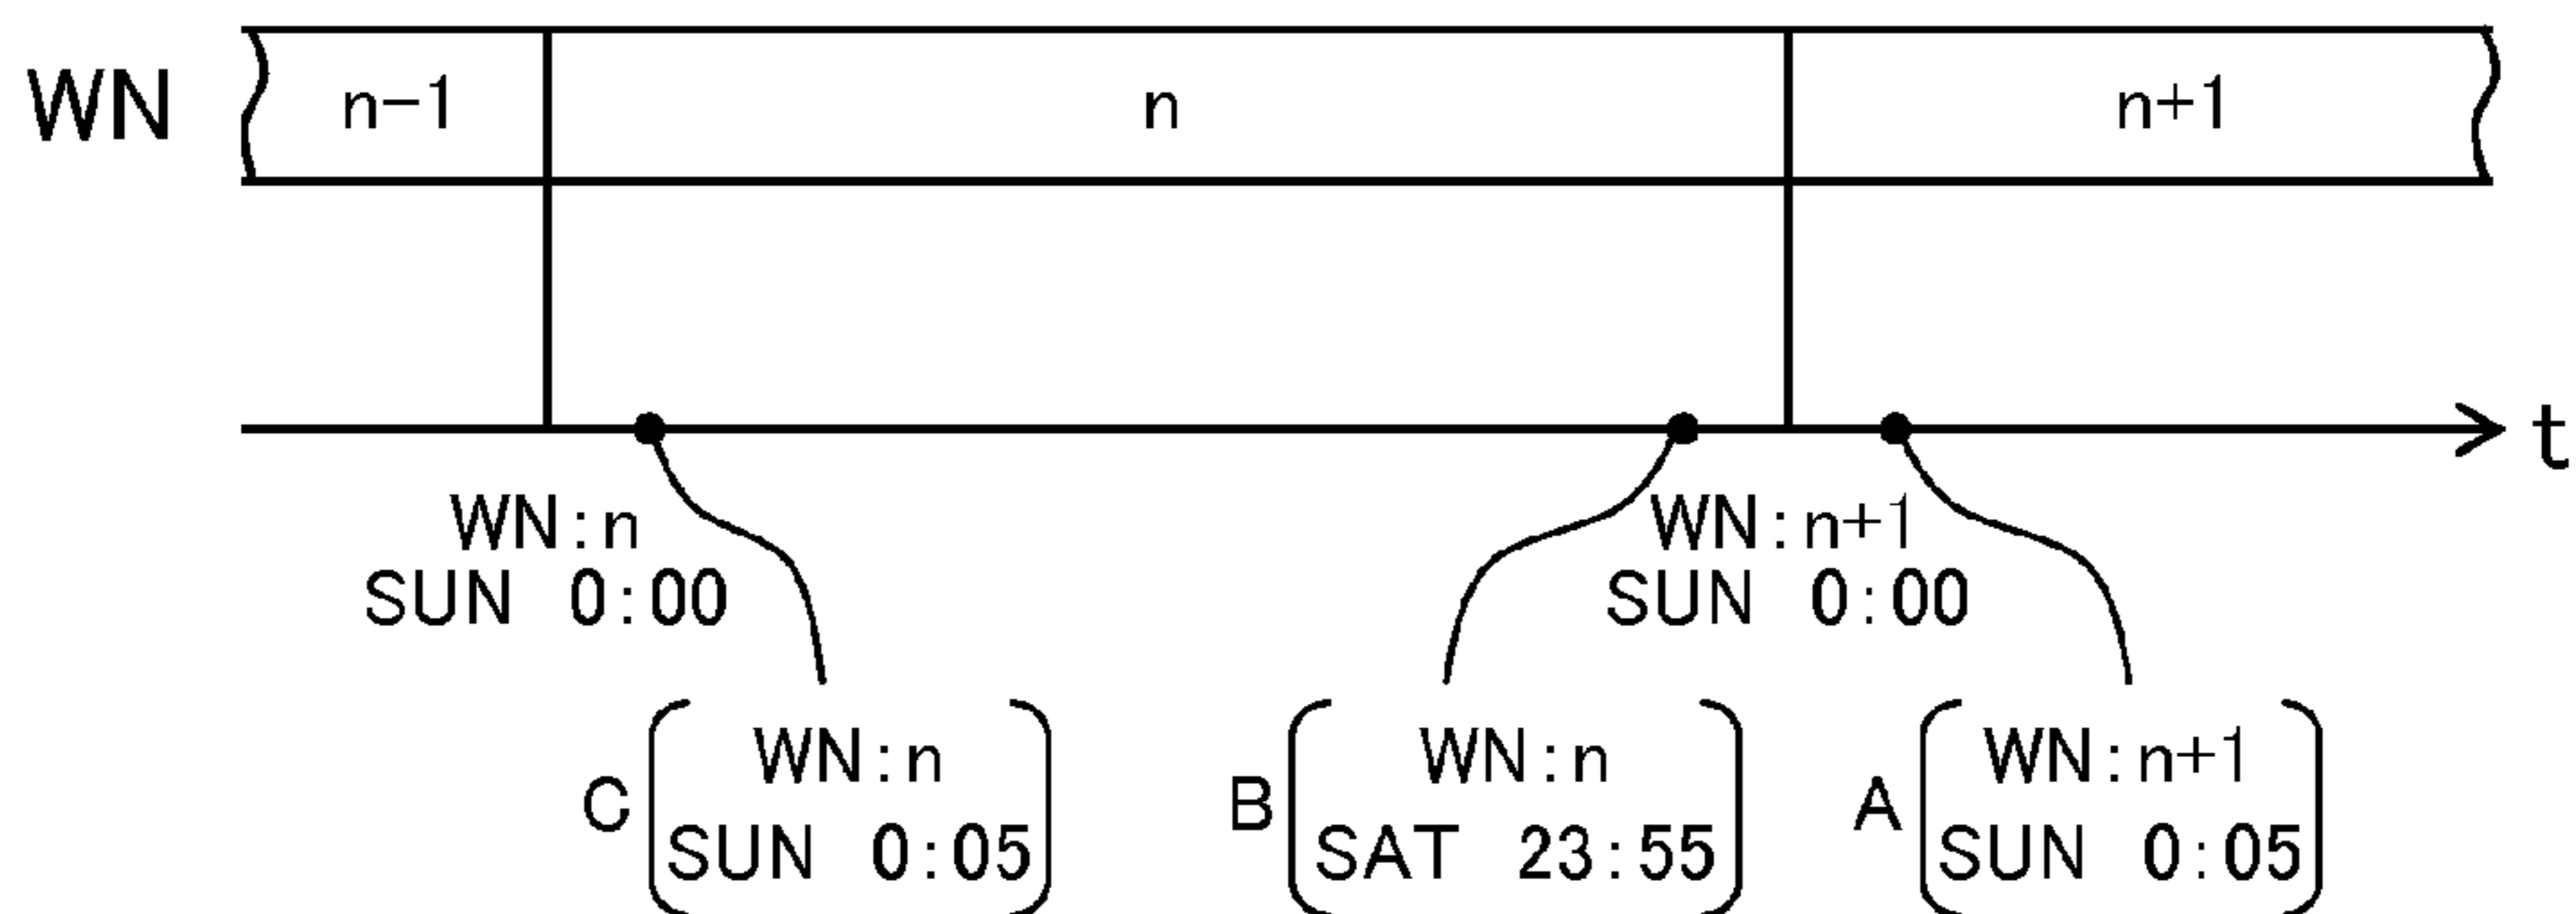 WN n-1 n n+1
t
WN:n WN:n+1
SUN 0:00 SUN 0:00
C WN:n B WN:n A WN:n+1
SUN 0:05 SAT 23:55 SUN 0:05